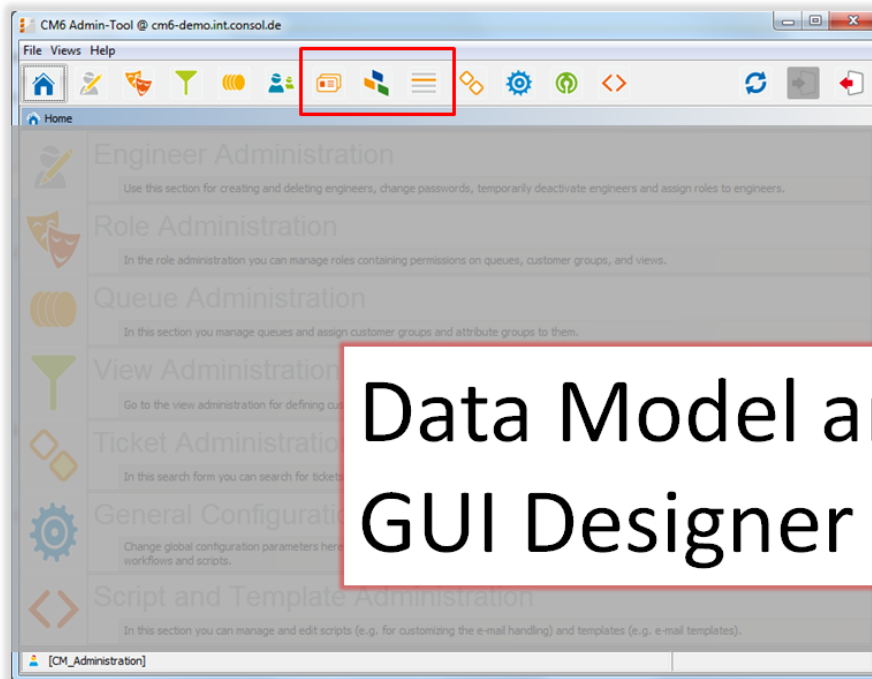 CM6 Admin-Tool @ cm6-demo.int.consol.de
File Views Help
Home
Engineer Administration
Use this section for creating and deleting engineers, change passwords, temporarily deactivate engineers and assign roles to engineers.
Role Administration
In the role administration you can manage roles containing permissions on queues, customer groups, and views.
Queue Administration
In this section you manage queues and assign customer groups and attribute groups to them.
View Administration
Go to the view administration for defining
Ticket Administration
In this search form you can search for tickets
General Configuration
Change global configuration parameters here
workflows and scripts.
Data Model
GUI Designer
Script and Template Administration
In this section you can manage and edit scripts (e.g. for customizing the e-mail handling) and templates (e.g. e-mail templates).
[CM_Administration]